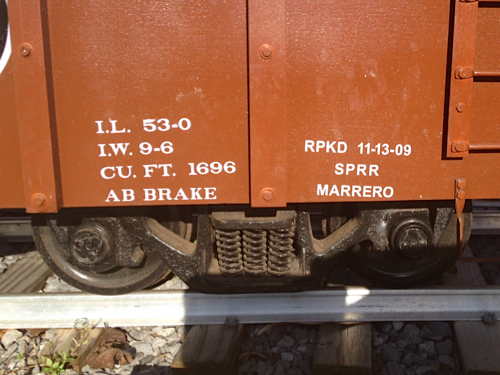 I.L. 53-0
I.W. 9-6
CU. FT. 1696
AB BRAKE
RPKD 11-13-09
SPRR
MARRERO